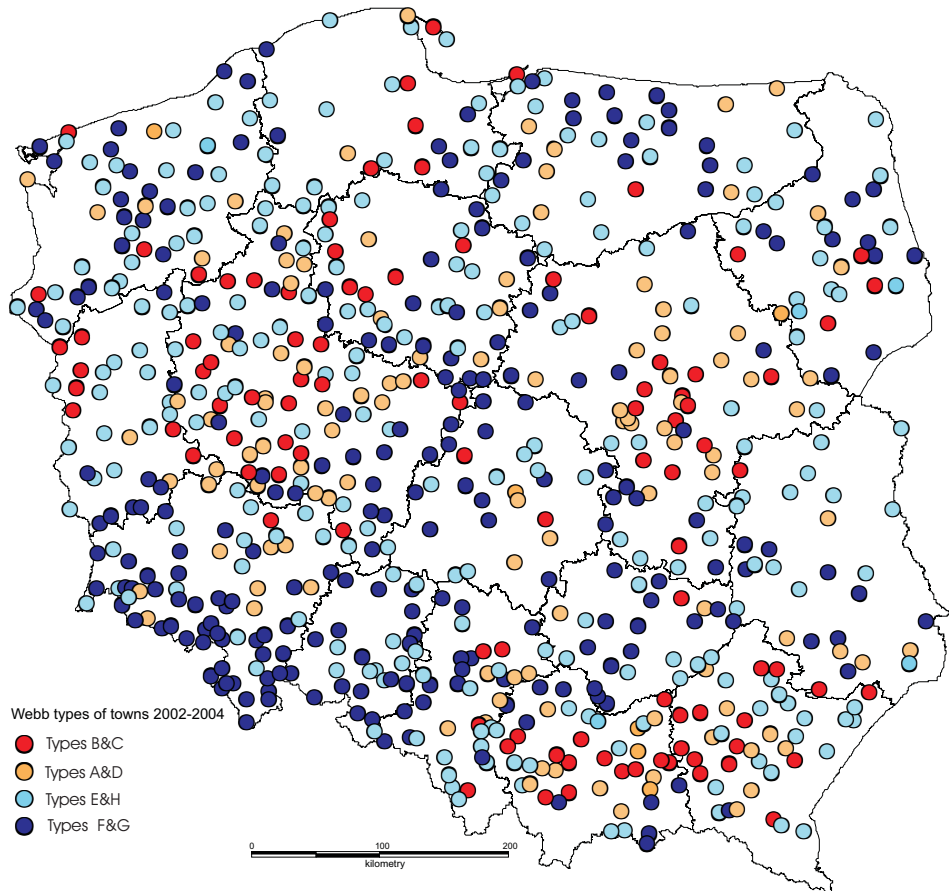 Webb types of towns 2002-2004
Types B&C
Types A&D
Types E&H
Types F&G
0 100 200
kilometry